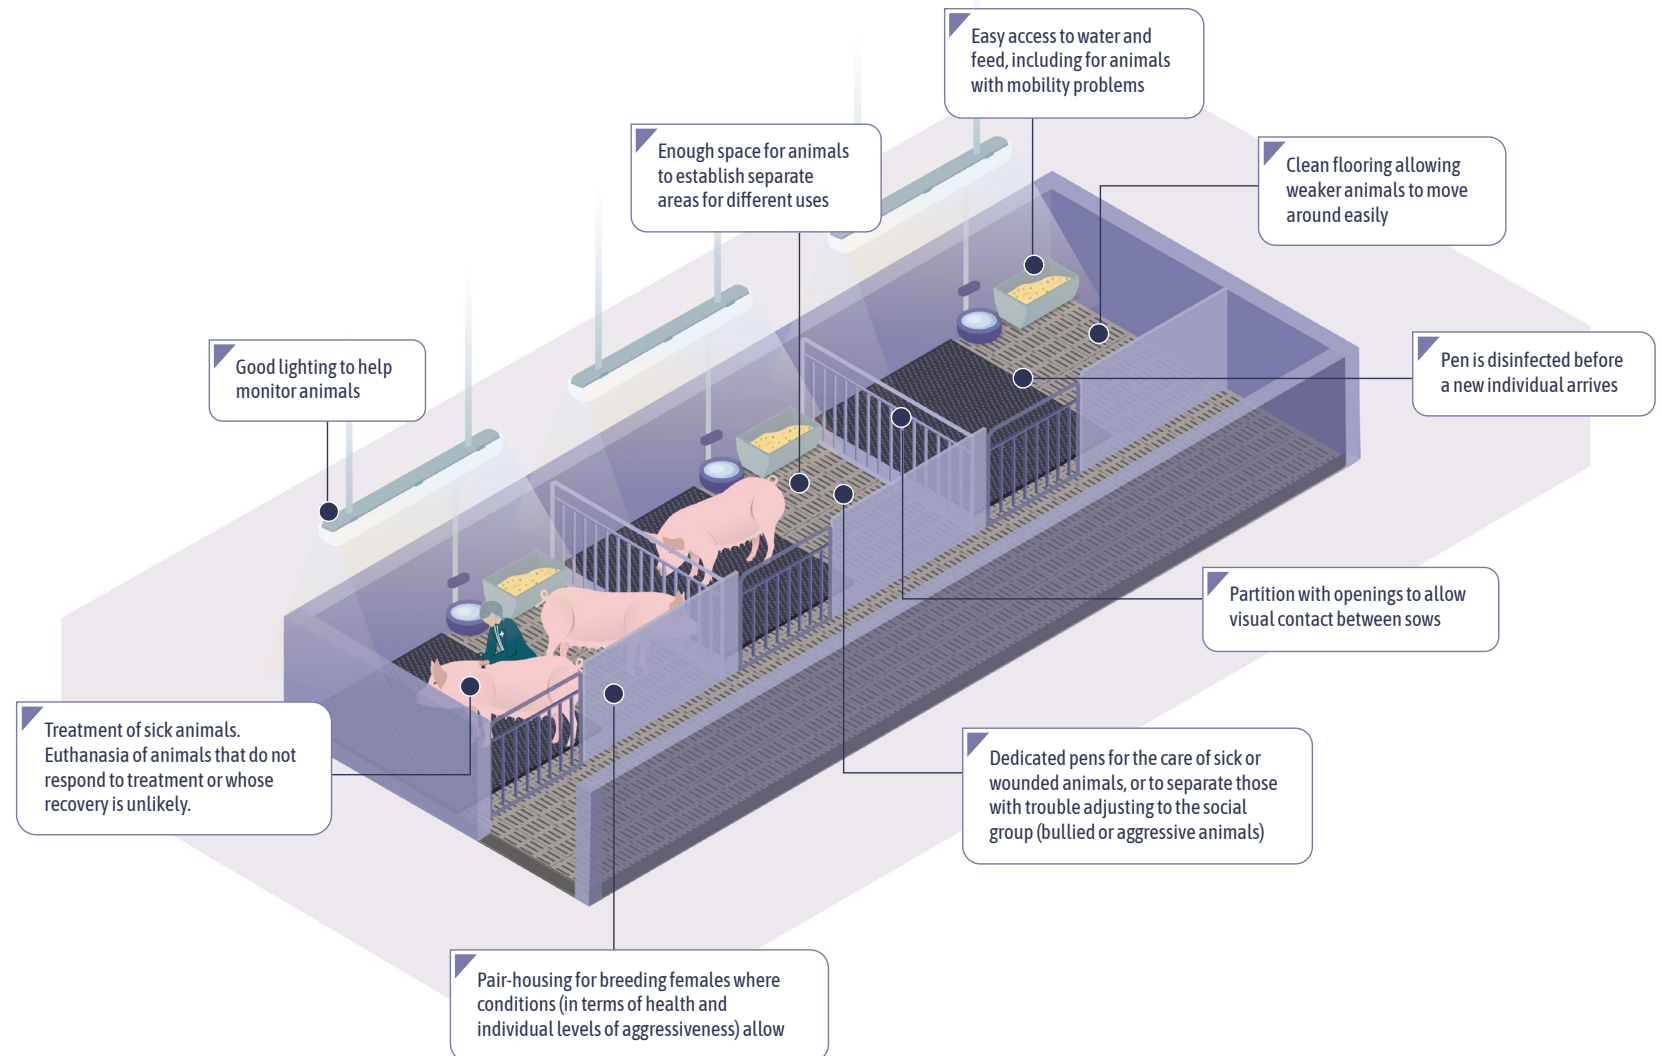 Easy access to water and
feed, including for animals
with mobility problems
Enough space for animals
to establish separate
areas for different uses
Clean flooring allowing
weaker animals to move
around easily
Good lighting to help
monitor animals
Pen is disinfected before
a new individual arrives
Partition with openings to allow
visual contact between sows
Treatment of sick animals.
Euthanasia of animals that do not
respond to treatment or whose
recovery is unlikely.
Dedicated pens for the care of sick or
wounded animals, or to separate those
with trouble adjusting to the social
group (bullied or aggressive animals)
Pair-housing for breeding females where
conditions (in terms of health and
individual levels of aggressiveness) allow